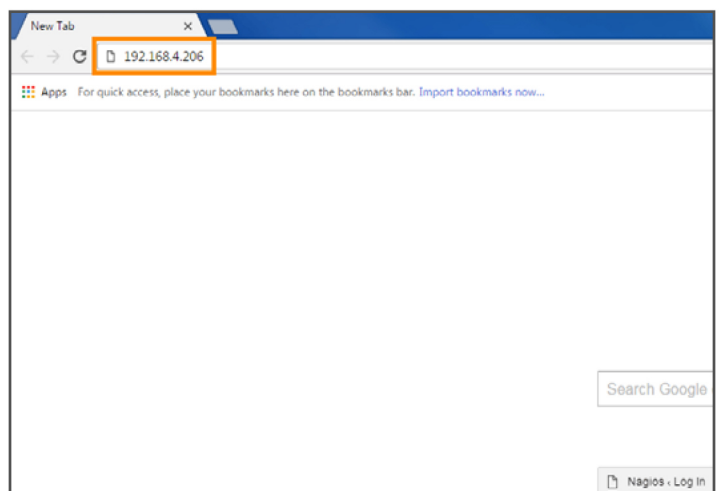 New Tab
192.168.4.206
Apps For quick access, place your bookmarks here on the bookmarks bar. Import bookmarks now...
Search Google
Nagios ‹ Log In